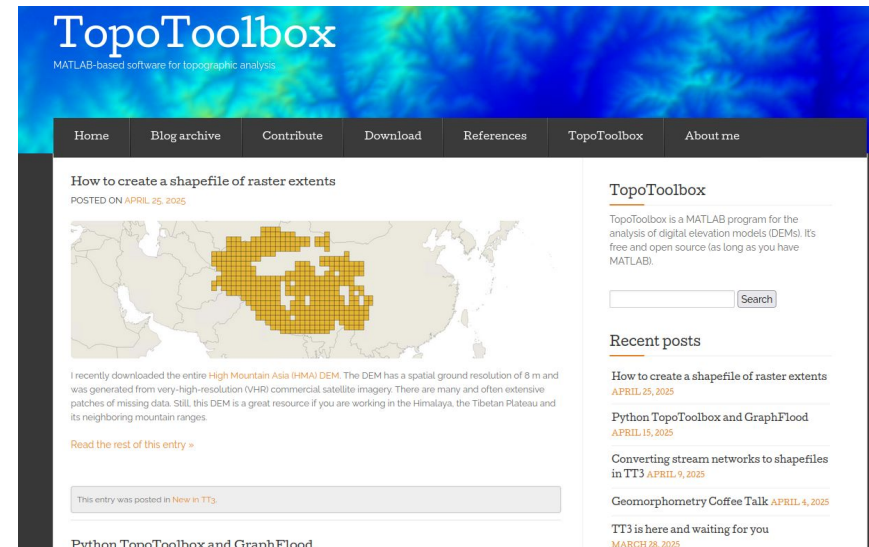 TopoToolbox
MATLAB-based software for topographic analysis
Home Blog archive Contribute Download References TopoToolbox About me
How to create a shapefile of raster extents
POSTED ON APRIL 25, 2025
I recently downloaded the entire High Mountain Asia (HMA) DEM. The DEM has a spatial ground resolution of 8 m and
was generated from very-high-resolution (VHR) commercial satellite imagery. There are many and often extensive
patches of missing data. Still, this DEM is a great resource if you are working in the Himalaya, the Tibetan Plateau and
its neighboring mountain ranges.
Read the rest of this entry »
This entry was posted in New in TT3.
Python TopoToolbox and GraphFlood
TopoToolbox
TopoToolbox is a MATLAB program for the
analysis of digital elevation models (DEMs). It's
free and open source (as long as you have
MATLAB).
Search
Recent posts
How to create a shapefile of raster extents
APRIL 25, 2025
Python TopoToolbox and GraphFlood
APRIL 15, 2025
Converting stream networks to shapefiles
in TT3 APRIL 9, 2025
Geomorphometry Coffee Talk APRIL 4, 2025
TT3 is here and waiting for you
MARCH 28, 2025